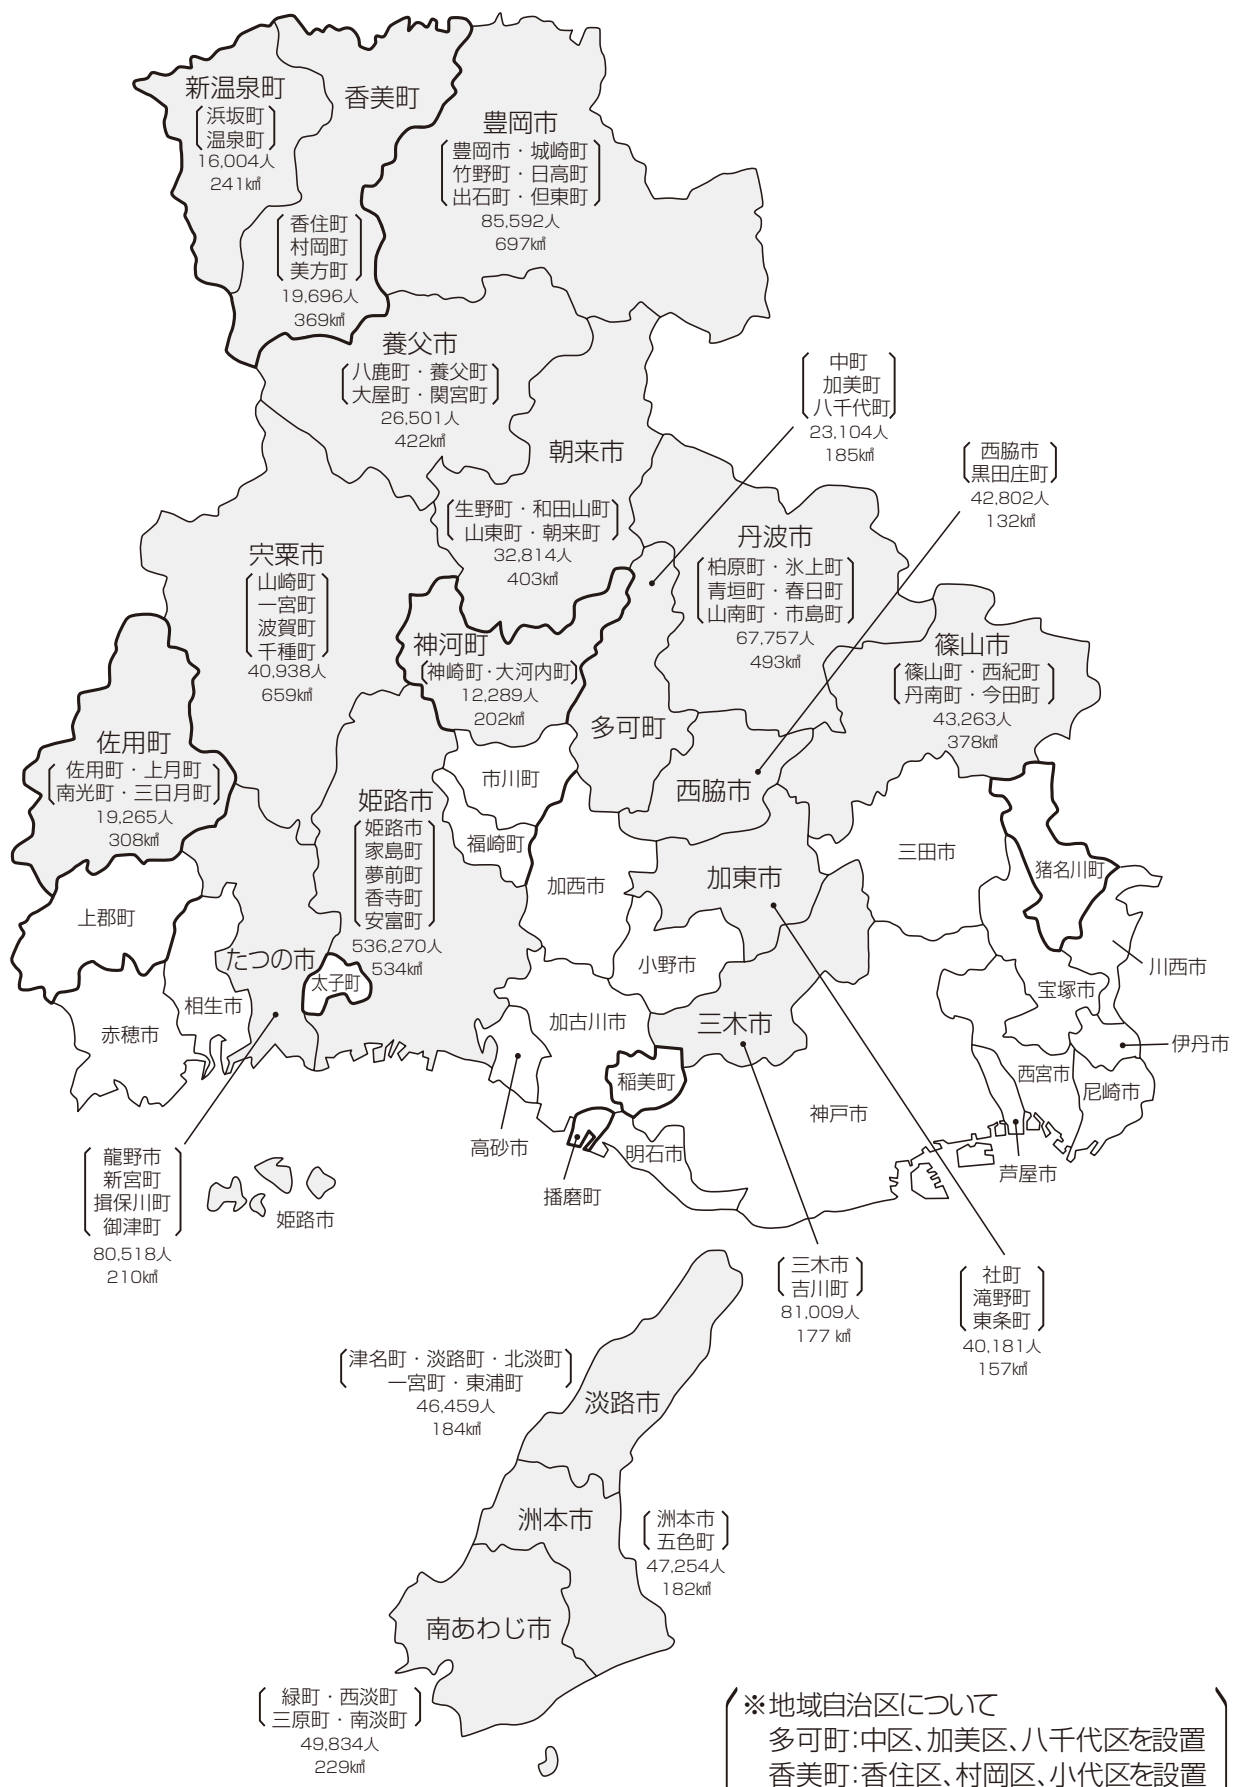 新温泉町
浜坂町
温泉町
16,004人
241㎢
香美町
香住町
村岡町
美方町
19,696人
369㎢
豊岡市
豊岡市・城崎町
竹野町・日高町
出石町・但東町
85,592人
697㎢
養父市
八鹿町・養父町
大屋町・関宮町
26,501人
422㎢
朝来市
生野町・和田山町
山東町・朝来町
32,814人
403㎢
中町
加美町
八千代町
23,104人
185㎢
西脇市
黒田庄町
42,802人
132㎢
宍粟市
山崎町
一宮町
波賀町
千種町
40,938人
659㎢
丹波市
柏原町・氷上町
青垣町・春日町
山南町・市島町
67,757人
493㎢
神河町
神崎町・大河内町
12,289人
202㎢
篠山市
篠山町・西紀町
丹南町・今田町
43,263人
378㎢
佐用町
佐用町・上月町
南光町・三日月町
19,265人
308㎢
多可町
西脇市
市川町
福崎町
姫路市
姫路市
家島町
夢前町
香寺町
安富町
536,270人
534㎢
加西市
加東市
三田市
猪名川町
上郡町
たつの市
太子町
小野市
川西市
相生市
赤穂市
加古川市
三木市
宝塚市
伊丹市
稲美町
神戸市
西宮市
尼崎市
高砂市
明石市
芦屋市
播磨町
姫路市
龍野市
新宮町
揖保川町
御津町
80,518人
210㎢
三木市
吉川町
81,009人
177 ㎢
社町
滝野町
東条町
40,181人
157㎢
津名町・淡路町・北淡町
一宮町・東浦町
46,459人
184㎢
淡路市
洲本市
洲本市
五色町
47,254人
182㎢
南あわじ市
緑町・西淡町
三原町・南淡町
49,834人
229㎢
※地域自治区について
多可町：中区、加美区、八千代区を設置
香美町：香住区、村岡区、小代区を設置